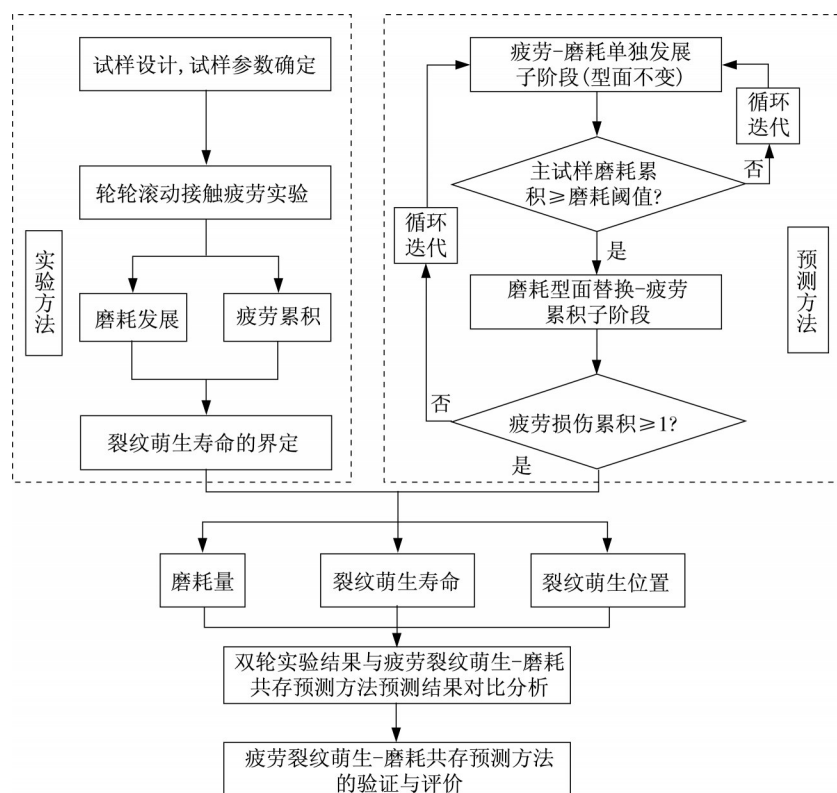 试样设计,试样参数确定
轮轮滚动接触疲劳实验
实验方法
磨耗发展
疲劳累积
裂纹萌生寿命的界定
疲劳-磨耗单独发展
子阶段(型面不变)
循环
迭代
否
主试样磨耗累
积≥磨耗阈值?
循环
迭代
是
预测方法
磨耗型面替换-疲劳
累积子阶段
否
疲劳损伤累积≥1?
是
磨耗量
裂纹萌生寿命
裂纹萌生位置
双轮实验结果与疲劳裂纹萌生-磨耗
共存预测方法预测结果对比分析
疲劳裂纹萌生-磨耗共存预测方法
的验证与评价